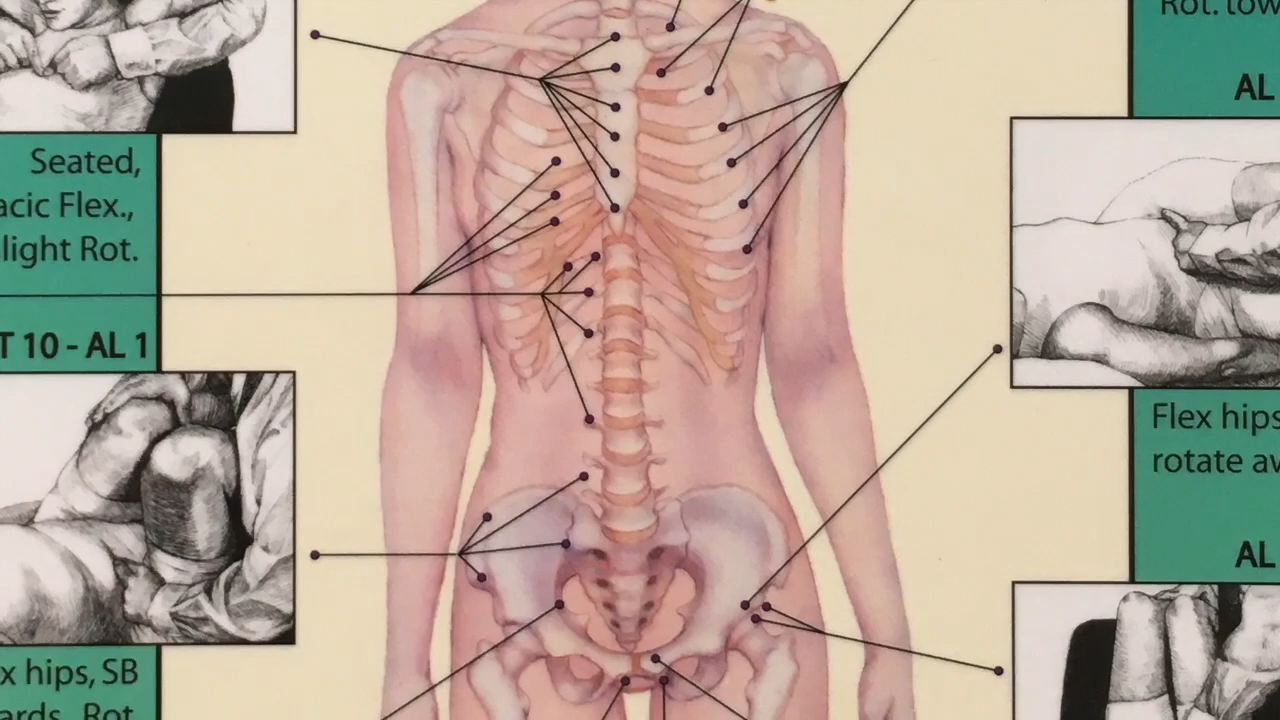 Seated,
acic Flex.,
light Rot.
T 10 - AL 1
x hips, SB
ards, Rot.
Rot. tow
AL
Flex hips
rotate av
AL